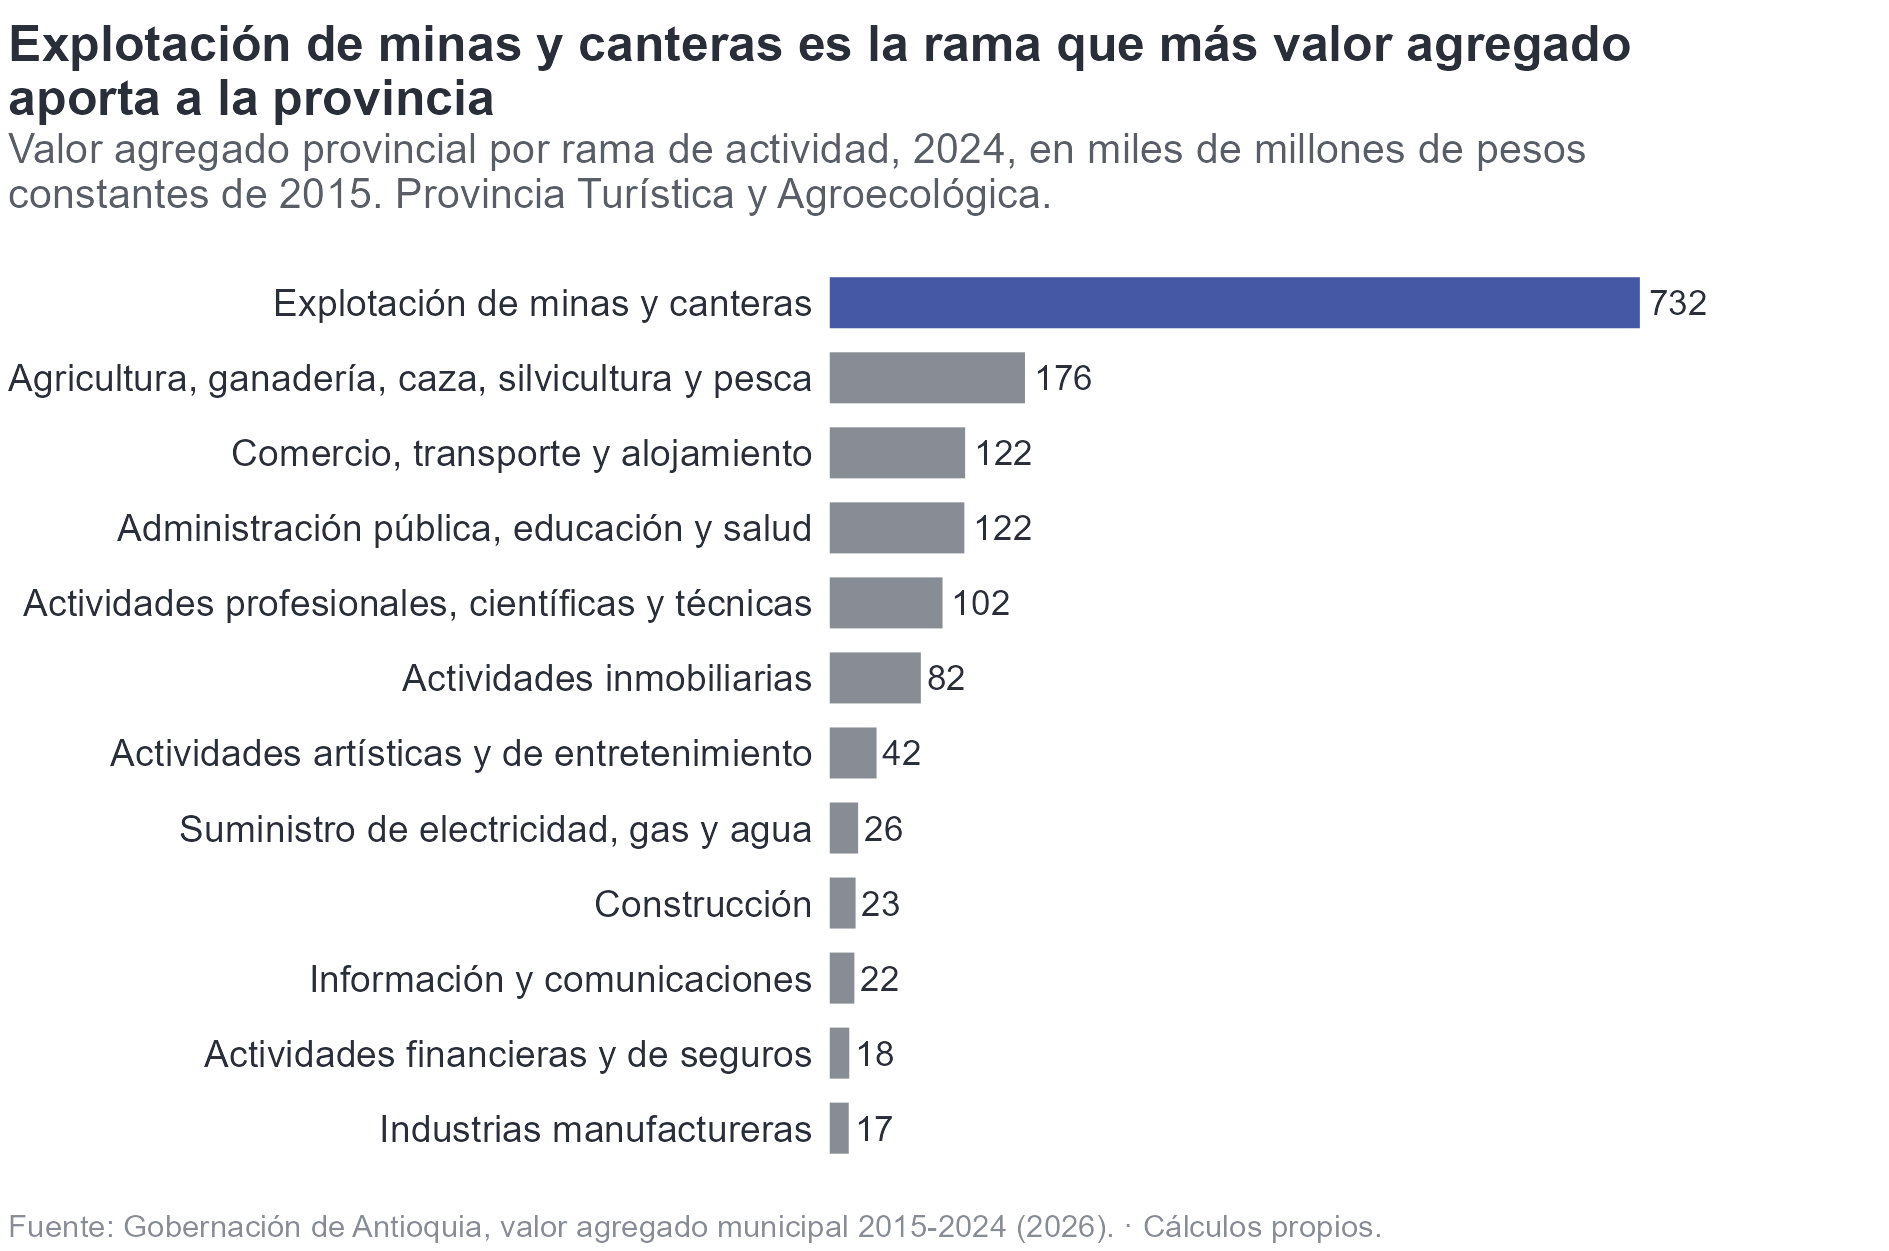 Explotación de minas y canteras es la rama que más valor agregado
aporta a la provincia
Valor agregado provincial por rama de actividad, 2024, en miles de millones de pesos
constantes de 2015. Provincia Turística y Agroecológica.
Explotación de minas y canteras 732
Agricultura, ganadería, caza, silvicultura y pesca 176
Comercio, transporte y alojamiento 122
Administración pública, educación y salud 122
Actividades profesionales, científicas y técnicas 102
Actividades inmobiliarias 82
Actividades artísticas y de entretenimiento 42
Suministro de electricidad, gas y agua 26
Construcción 23
Información y comunicaciones 22
Actividades financieras y de seguros 18
Industrias manufactureras 17
Fuente: Gobernación de Antioquia, valor agregado municipal 2015-2024 (2026). · Cálculos propios.